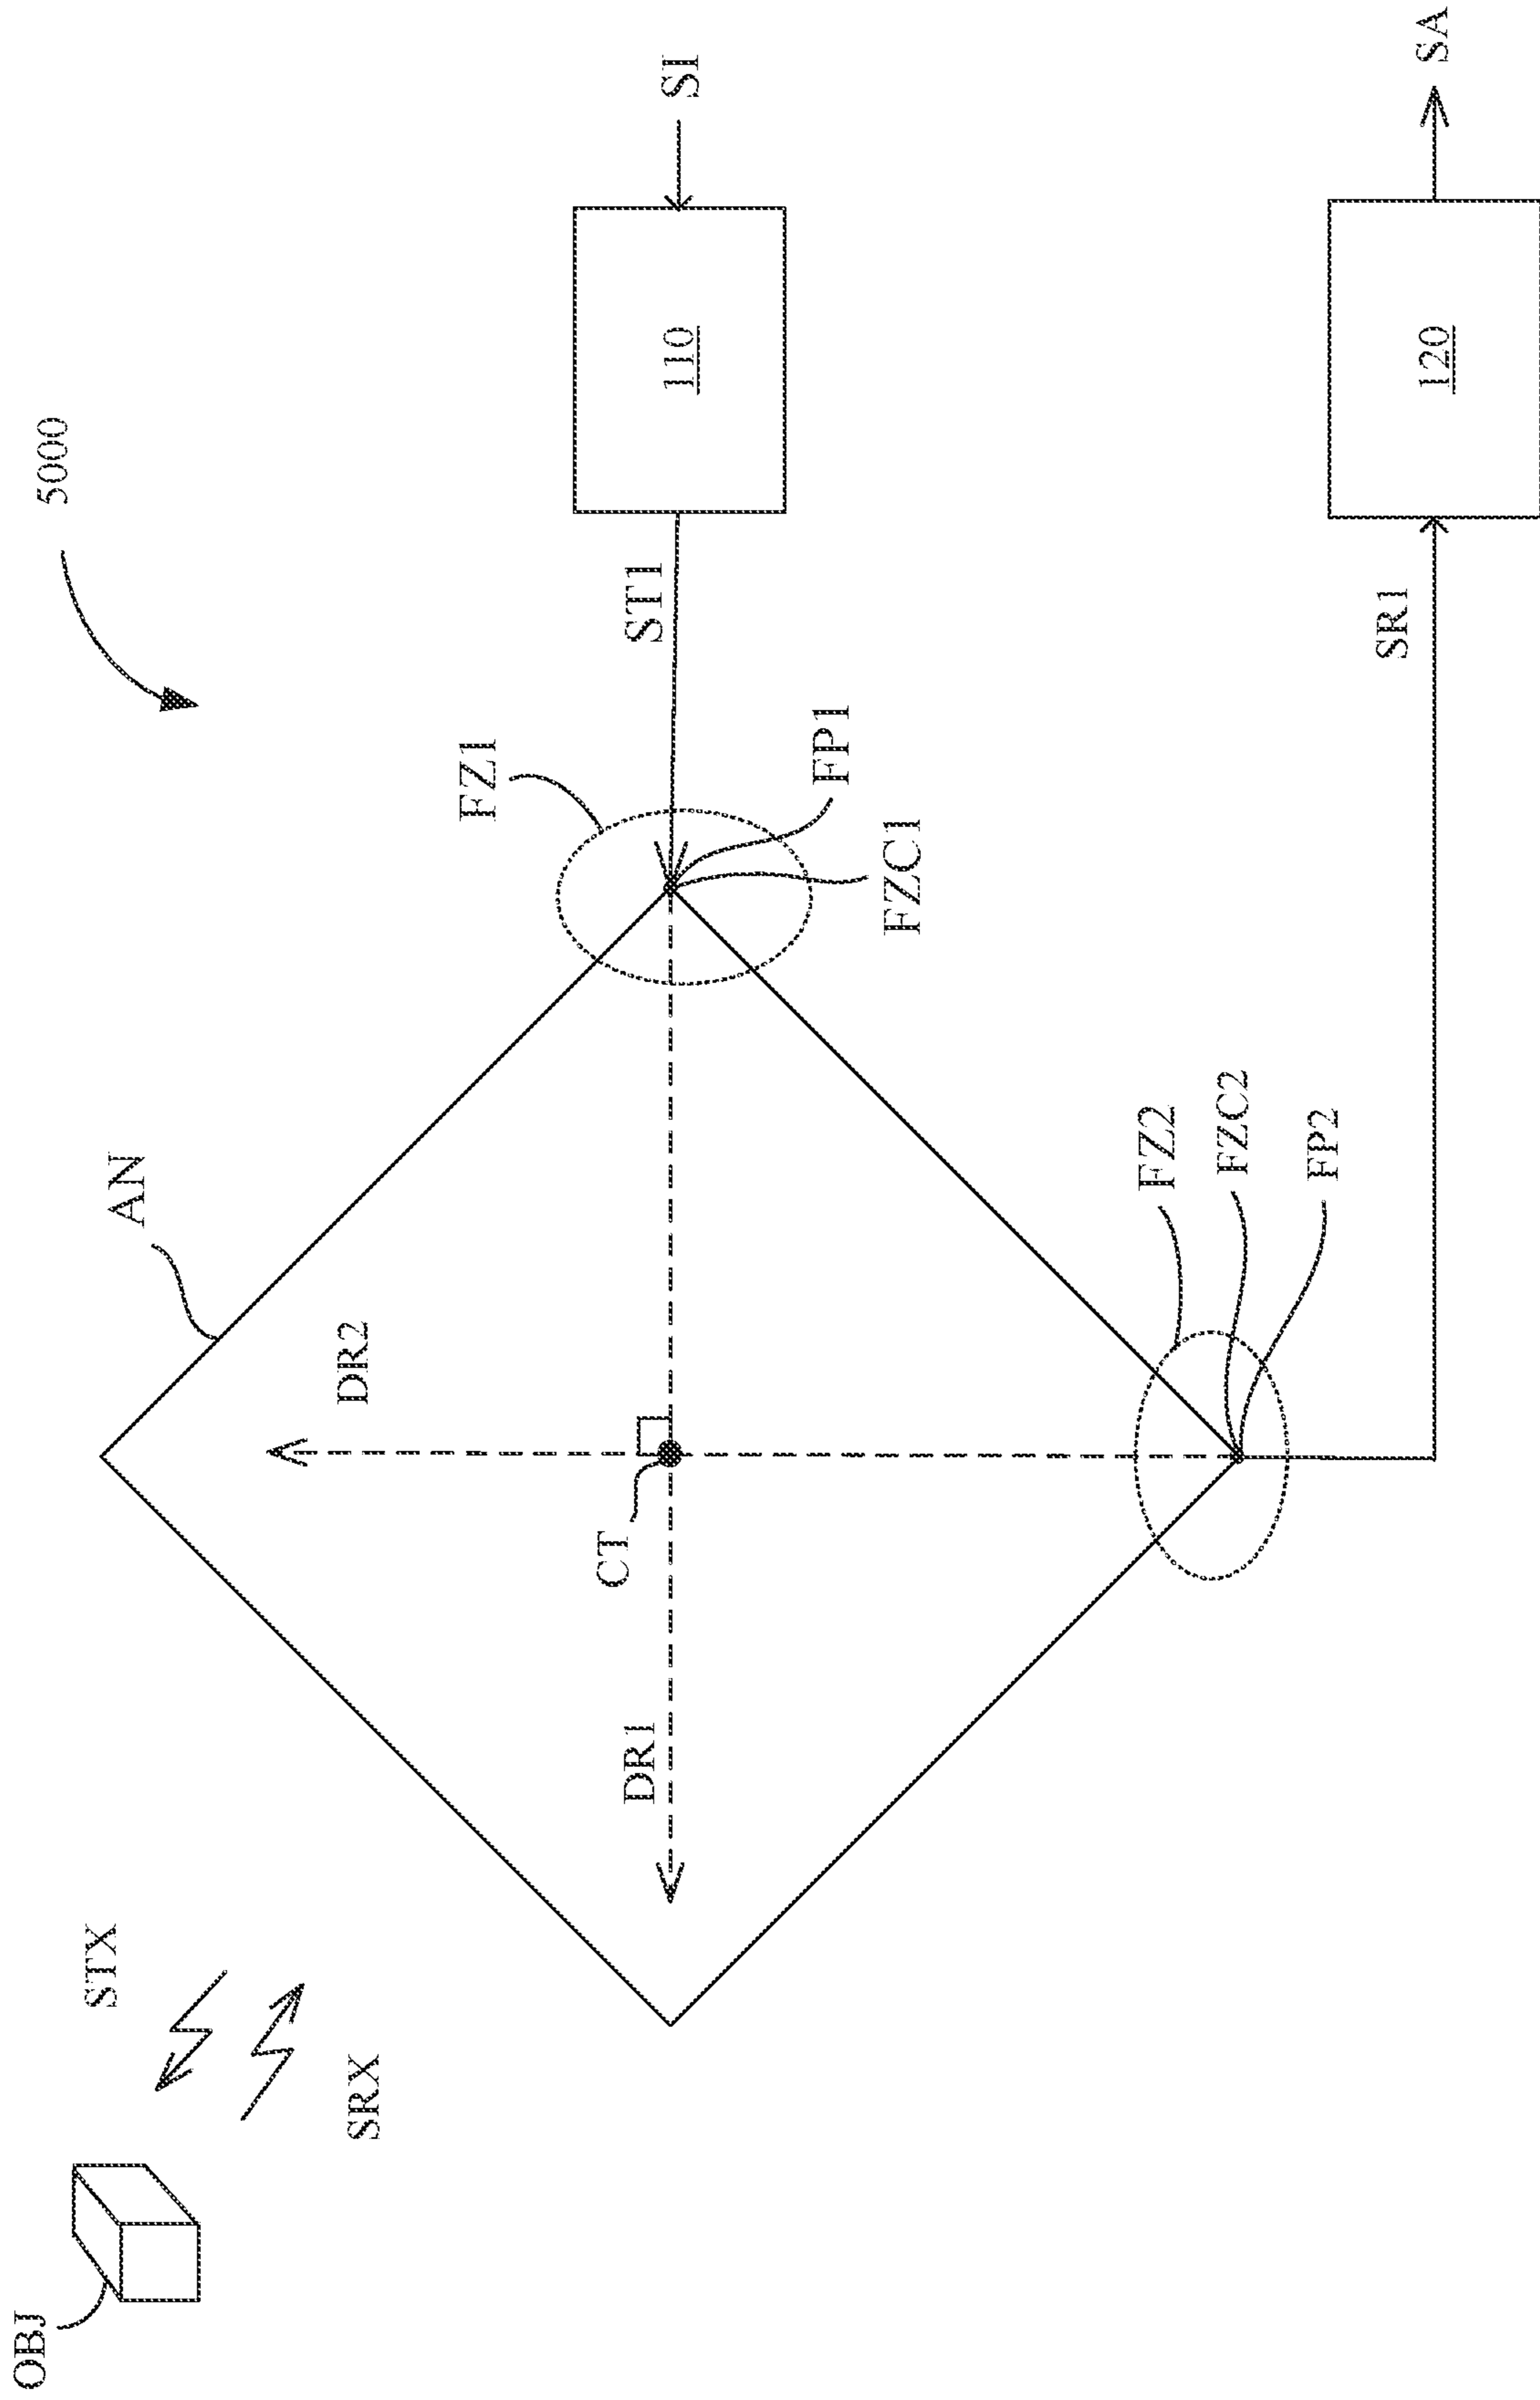 5000
OBJ
STX
SRX
AN
DR2
CT
DR1
FZ1
ST1
110
SI
FP1
FZC1
FZ2
FZC2
FP2
SR1
120
SA